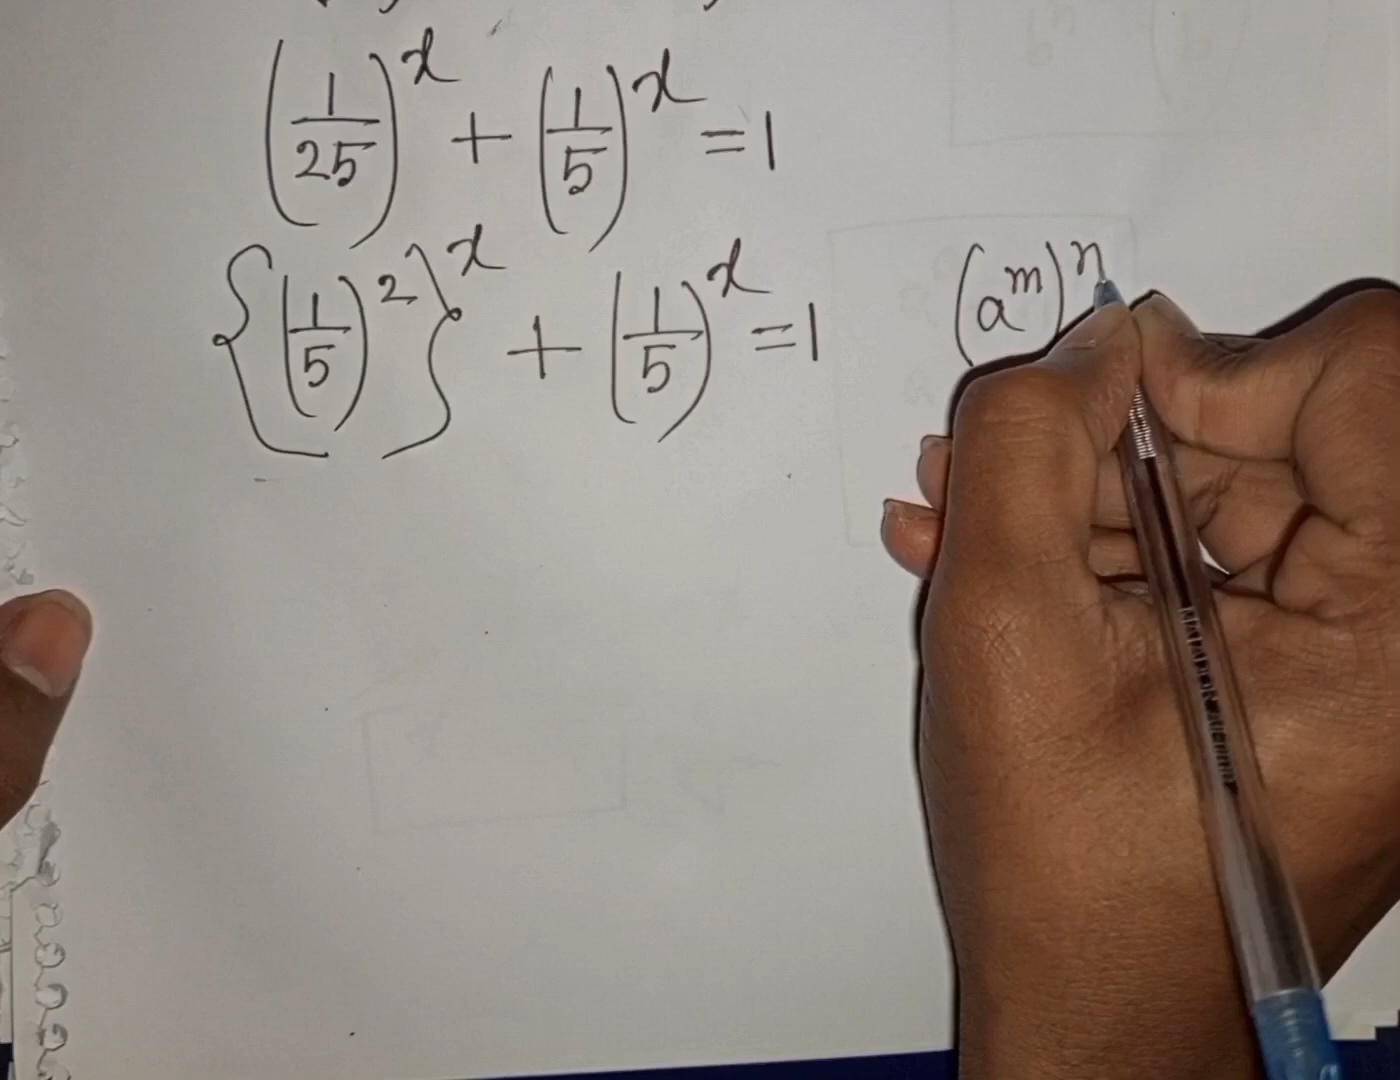 (1/25)^x + (1/5)^x = 1
{(1/5)^2}^x + (1/5)^x = 1
(a^m)^n